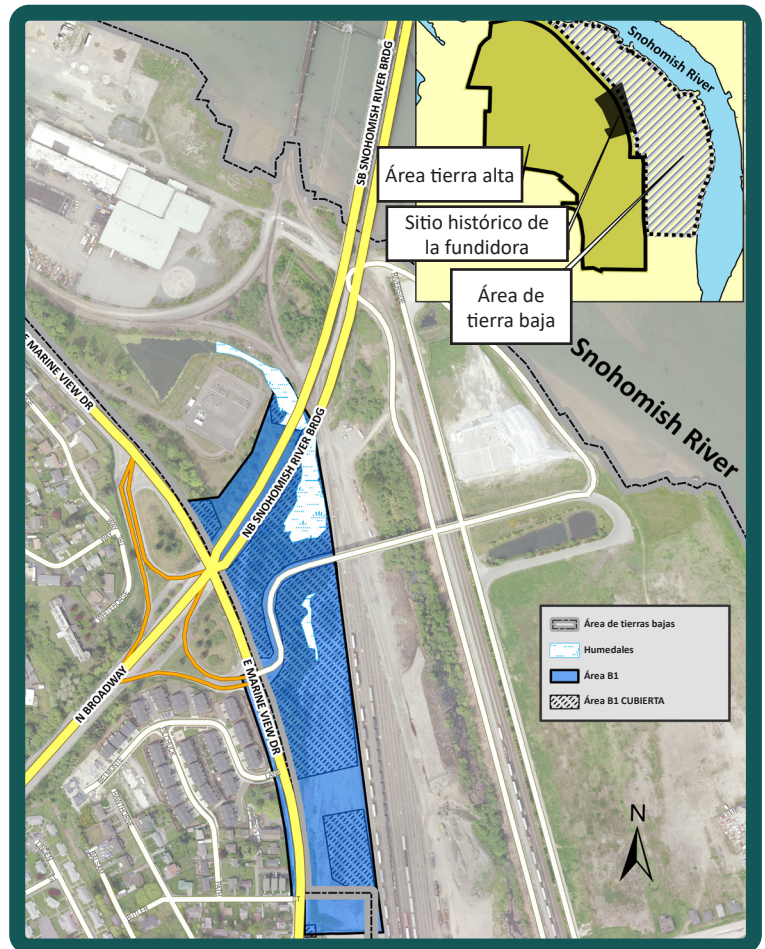 Snohomish River
Área tierra alta
Sitio histórico de
la fundidora
Área de
tierra baja
SB SNOHOMISH RIVER BRDG
Snohomish River
E MARINE VIEW DR
NB SNOHOMISH RIVER BRDG
N BROADWAY
E MARINE VIEW DR
BUTLER
ST
Área de tierras bajas
Humedales
Área B1
Área B1 CUBIERTA
N